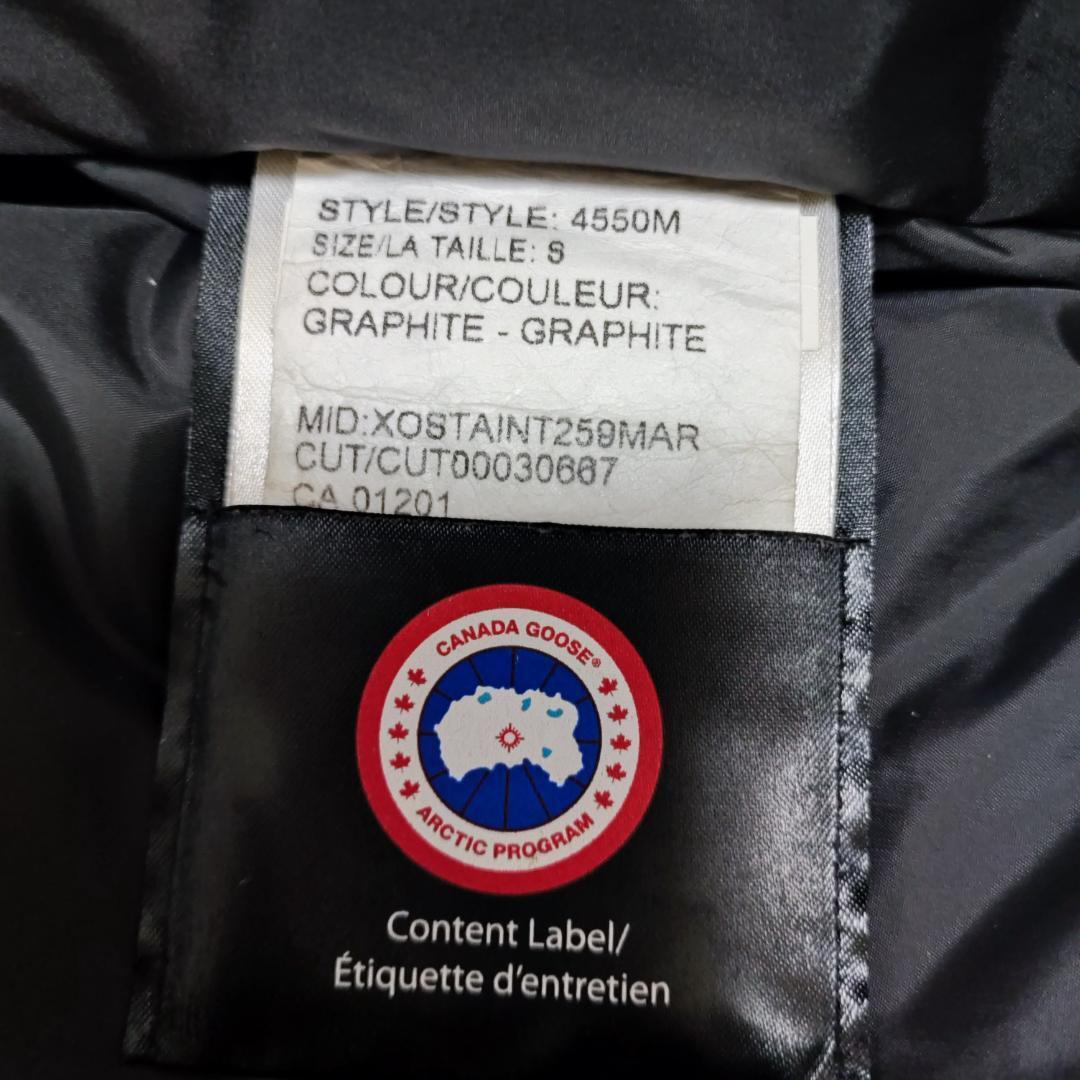 STYLE/STYLE: 4550M
SIZE/LA TAILLE: S
COLOUR/COULEUR:
GRAPHITE - GRAPHITE
MID:XOSTAINT259MAR
CUT/CUT00030667
CA 01201
CANADA GOOSE®
ARCTIC PROGRAM
Content Label/
Étiquette d'entretien